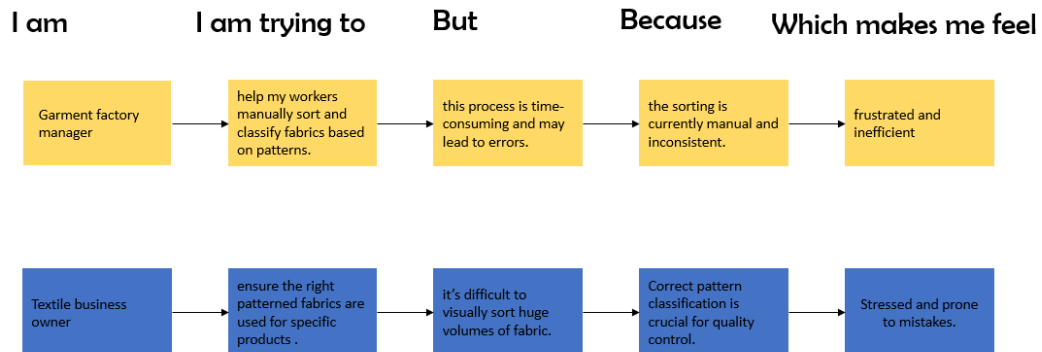 I am
I am trying to
But
Because
Which makes me feel
Garment factory
manager
help my workers
manually sort and
classify fabrics based
on patterns.
this process is time-
consuming and may
lead to errors.
the sorting is
currently manual and
inconsistent.
frustrated and
inefficient
Textile business
owner
ensure the right
patterned fabrics are
used for specific
products .
it’s difficult to
visually sort huge
volumes of fabric.
Correct pattern
classification is
crucial for quality
control.
Stressed and prone
to mistakes.